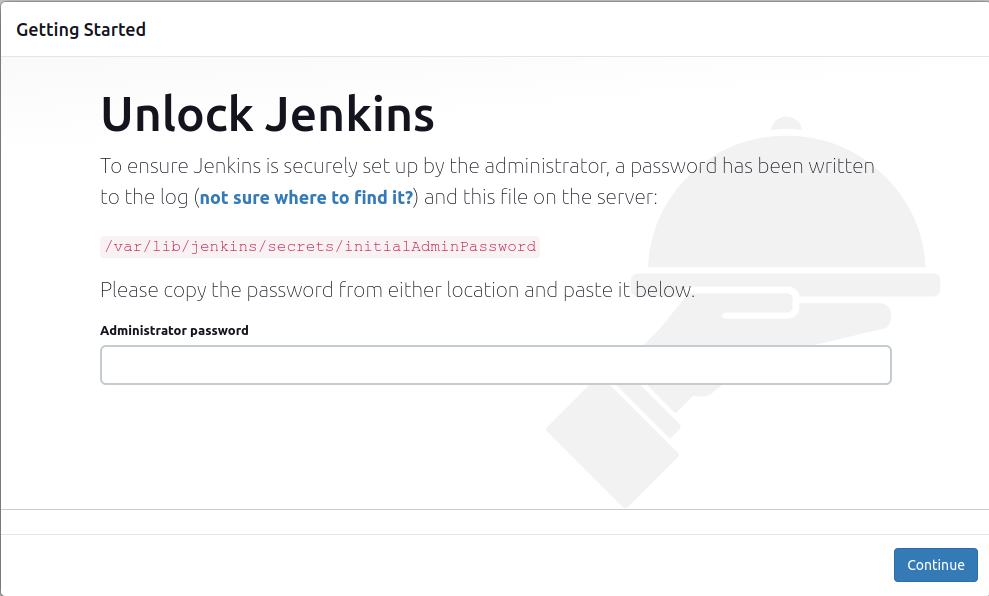 Getting Started
Unlock Jenkins
To ensure Jenkins is securely set up by the administrator, a password has been written
to the log (not sure where to find it?) and this file on the server:
/var/lib/jenkins/secrets/initialAdminPassword
Please copy the password from either location and paste it below.
Administrator password
Continue